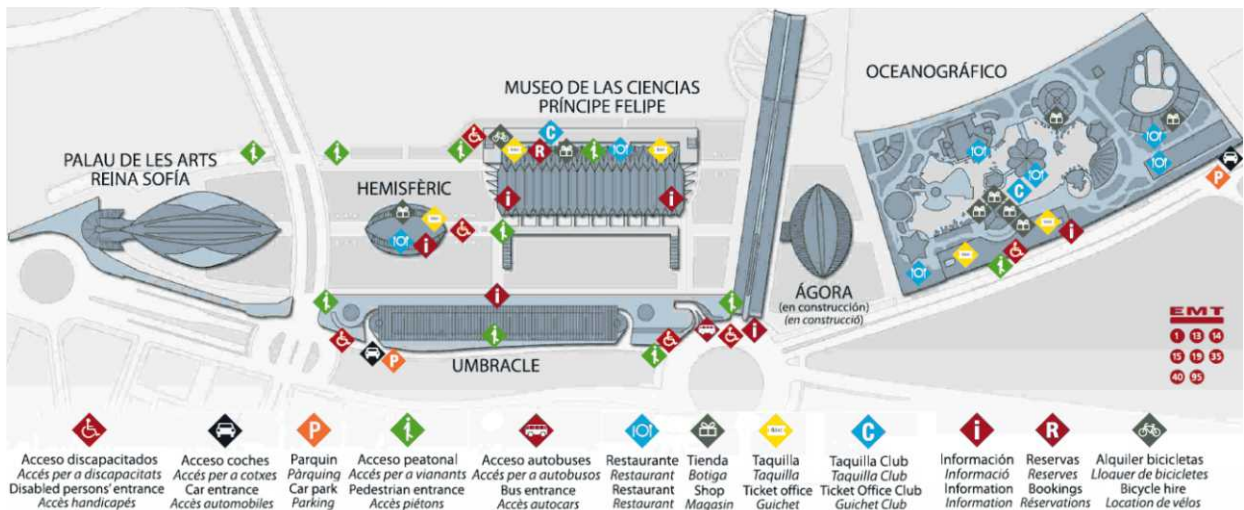 PALAU DE LES ARTS
REINA SOFÍA
HEMISFÈRIC
MUSEO DE LAS CIENCIAS
PRÍNCIPE FELIPE
OCEANOGRÁFICO
ÁGORA
(en construcción)
(en construcció)
UMBRACLE
EMT
1 13 14
15 19 35
40 95
Acceso discapacitados
Accés per a discapacitats
Disabled persons' entrance
Accès handicapés
Acceso coches
Accés per a cotxes
Car entrance
Accès automobiles
Parquin
Pàrquing
Car park
Parking
Acceso peatonal
Accés per a vianants
Pedestrian entrance
Accès piétons
Acceso autobuses
Accés per a autobusos
Bus entrance
Accès autocars
Restaurante
Restaurant
Restaurant
Restaurant
Tienda
Botiga
Shop
Magasin
Taquilla
Taquilla
Ticket office
Guichet
Taquilla Club
Taquilla Club
Ticket Office Club
Guichet Club
Información
Informació
Information
Information
Reservas
Reserves
Bookings
Réservations
Alquiler bicicletas
Lloguer de bicicletes
Bicycle hire
Location de vélos